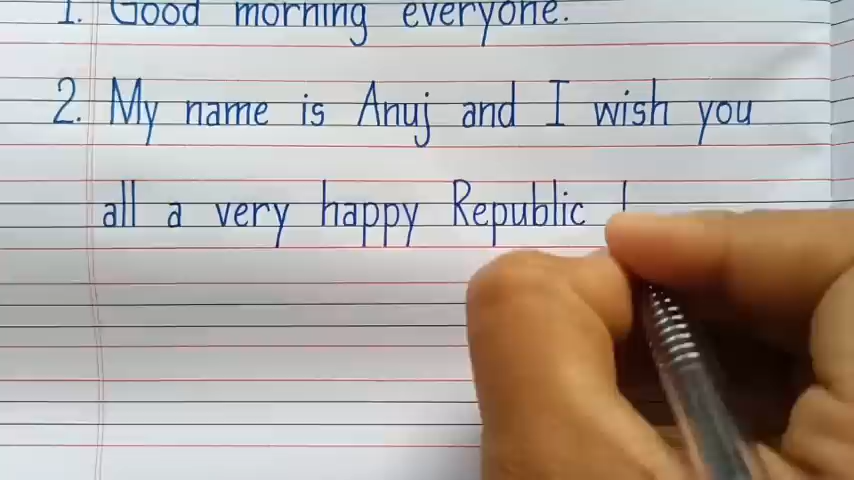 1. Good morning everyone.
2. My name is Anuj and I wish you
all a very happy Republic